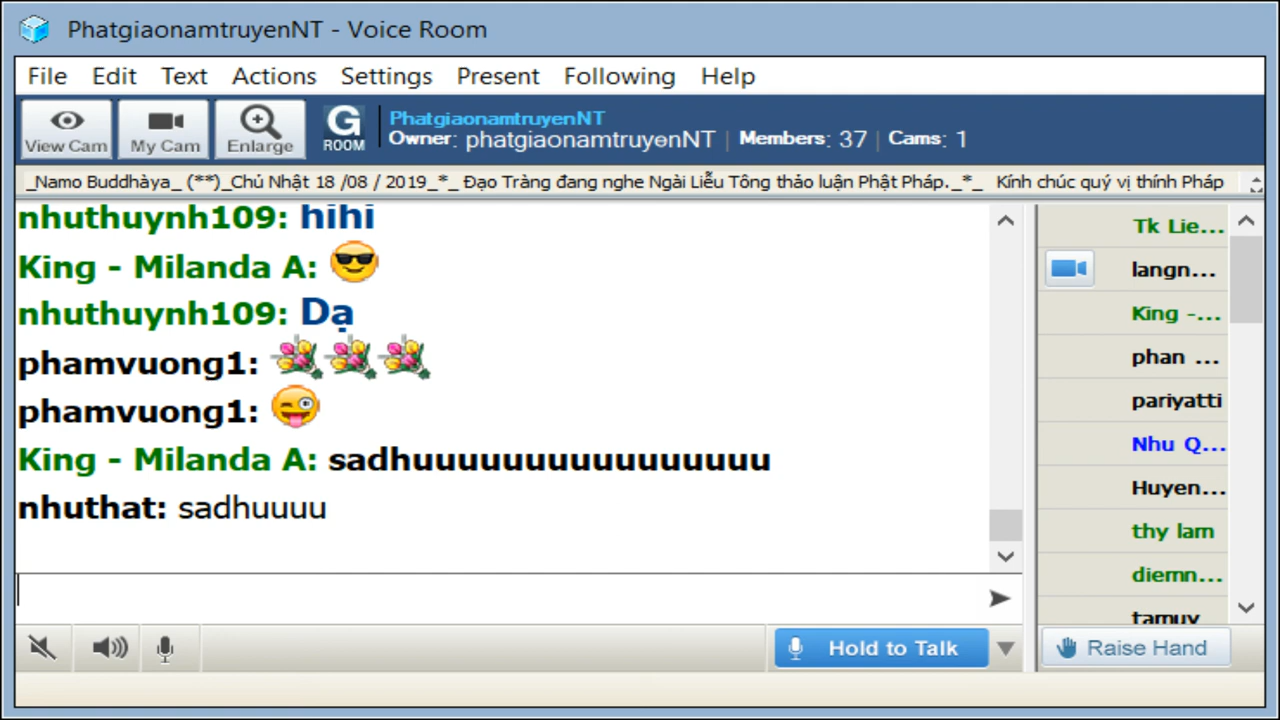 PhatgiaonamtruyenNT - Voice Room
File Edit Text Actions Settings Present Following Help
View Cam My Cam Enlarge G ROOM
PhatgiaonamtruyenNT
Owner: phatgiaonamtruyenNT | Members: 37 | Cams: 1
_Namo Buddhàya_ (**)_Chủ Nhật 18 /08 / 2019_*_ Đạo Tràng đang nghe Ngài Liễu Tông thảo luận Phật Pháp._*_ Kính chúc quý vị thính Pháp
nhuthuynh109: hihi
King - Milanda A:
nhuthuynh109: Dạ
phamvuong1:
phamvuong1:
King - Milanda A: sadhuuuuuuuuuuuuuuuu
nhuthat: sadhuuuu
Tk Lie...
langn...
King -...
phan ...
pariyatti
Nhu Q...
Huyen...
thy lam
diemn...
tamuy
Hold to Talk
Raise Hand